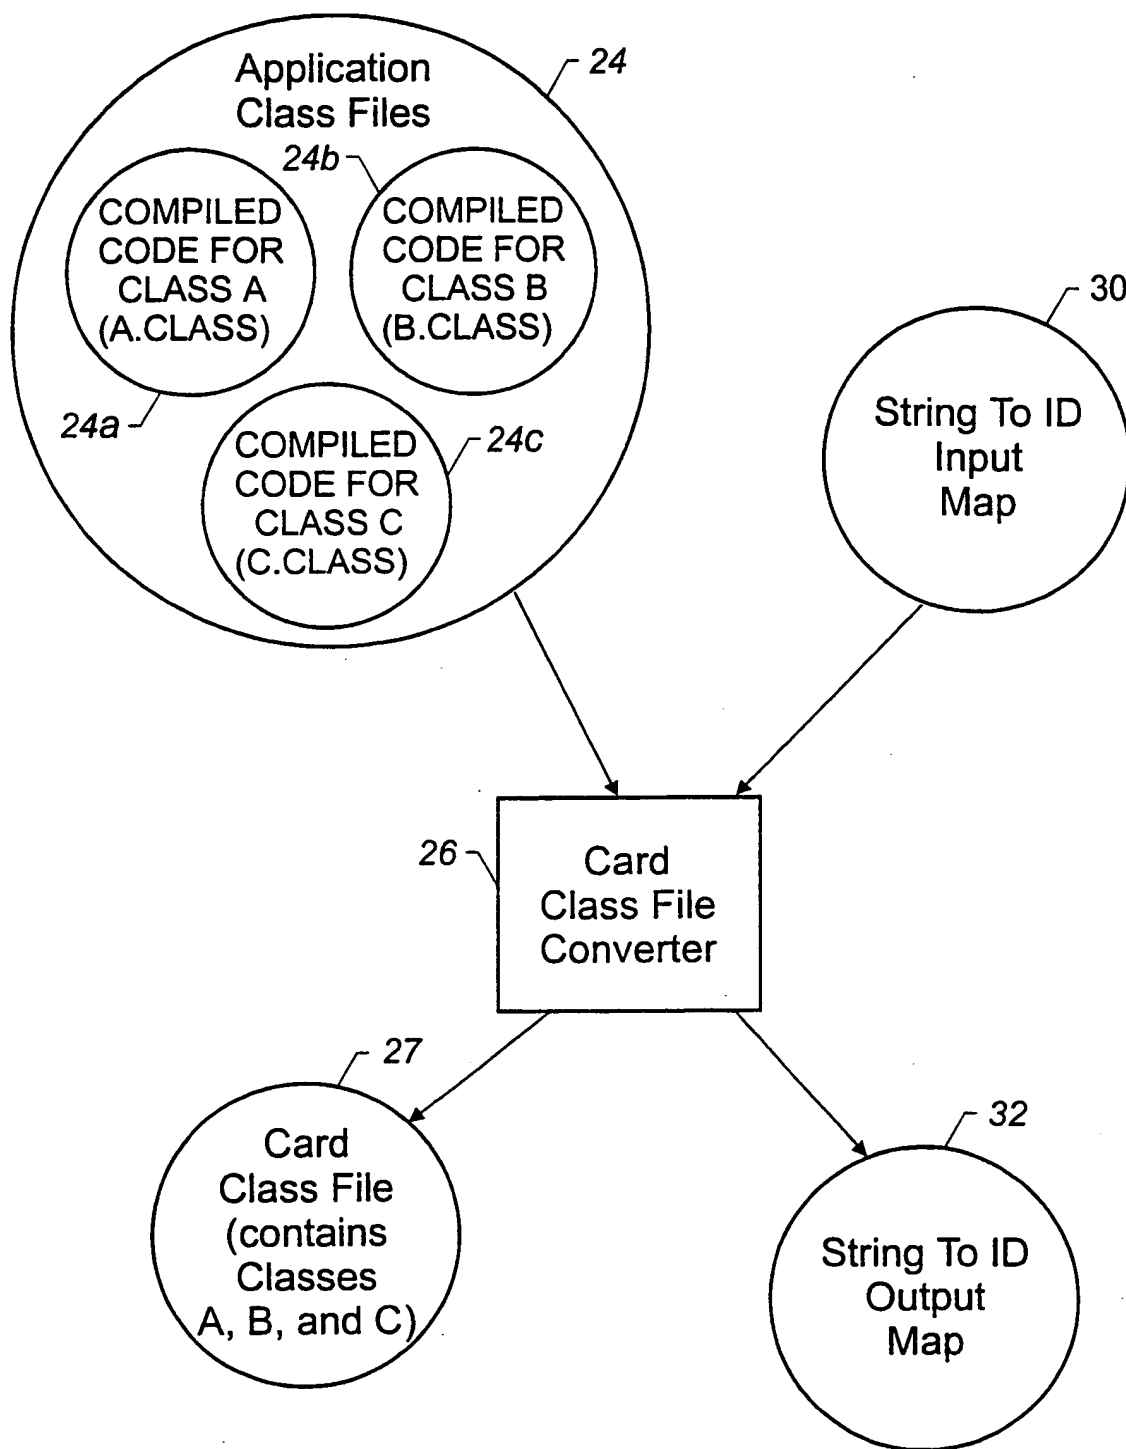 Application
Class Files
24
24b
COMPILED
CODE FOR
CLASS A
(A.CLASS)
24a
COMPILED
CODE FOR
CLASS B
(B.CLASS)
COMPILED
CODE FOR
CLASS C
(C.CLASS)
24c
30
String To ID
Input
Map
26
Card
Class File
Converter
27
Card
Class File
(contains
Classes
A, B, and C)
32
String To ID
Output
Map